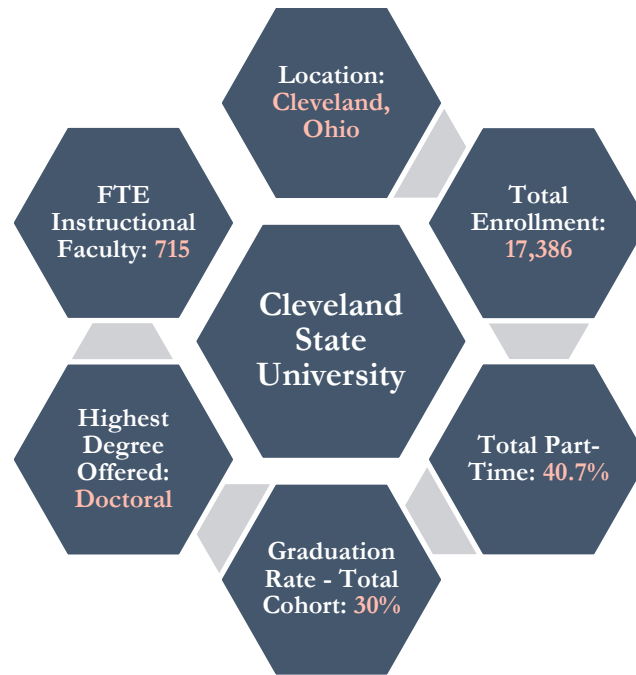 Location:
Cleveland,
Ohio
FTE
Instructional
Faculty: 715
Total
Enrollment:
17,386
Cleveland
State
University
Highest
Degree
Offered:
Doctoral
Total Part-
Time: 40.7%
Graduation
Rate - Total
Cohort: 30%